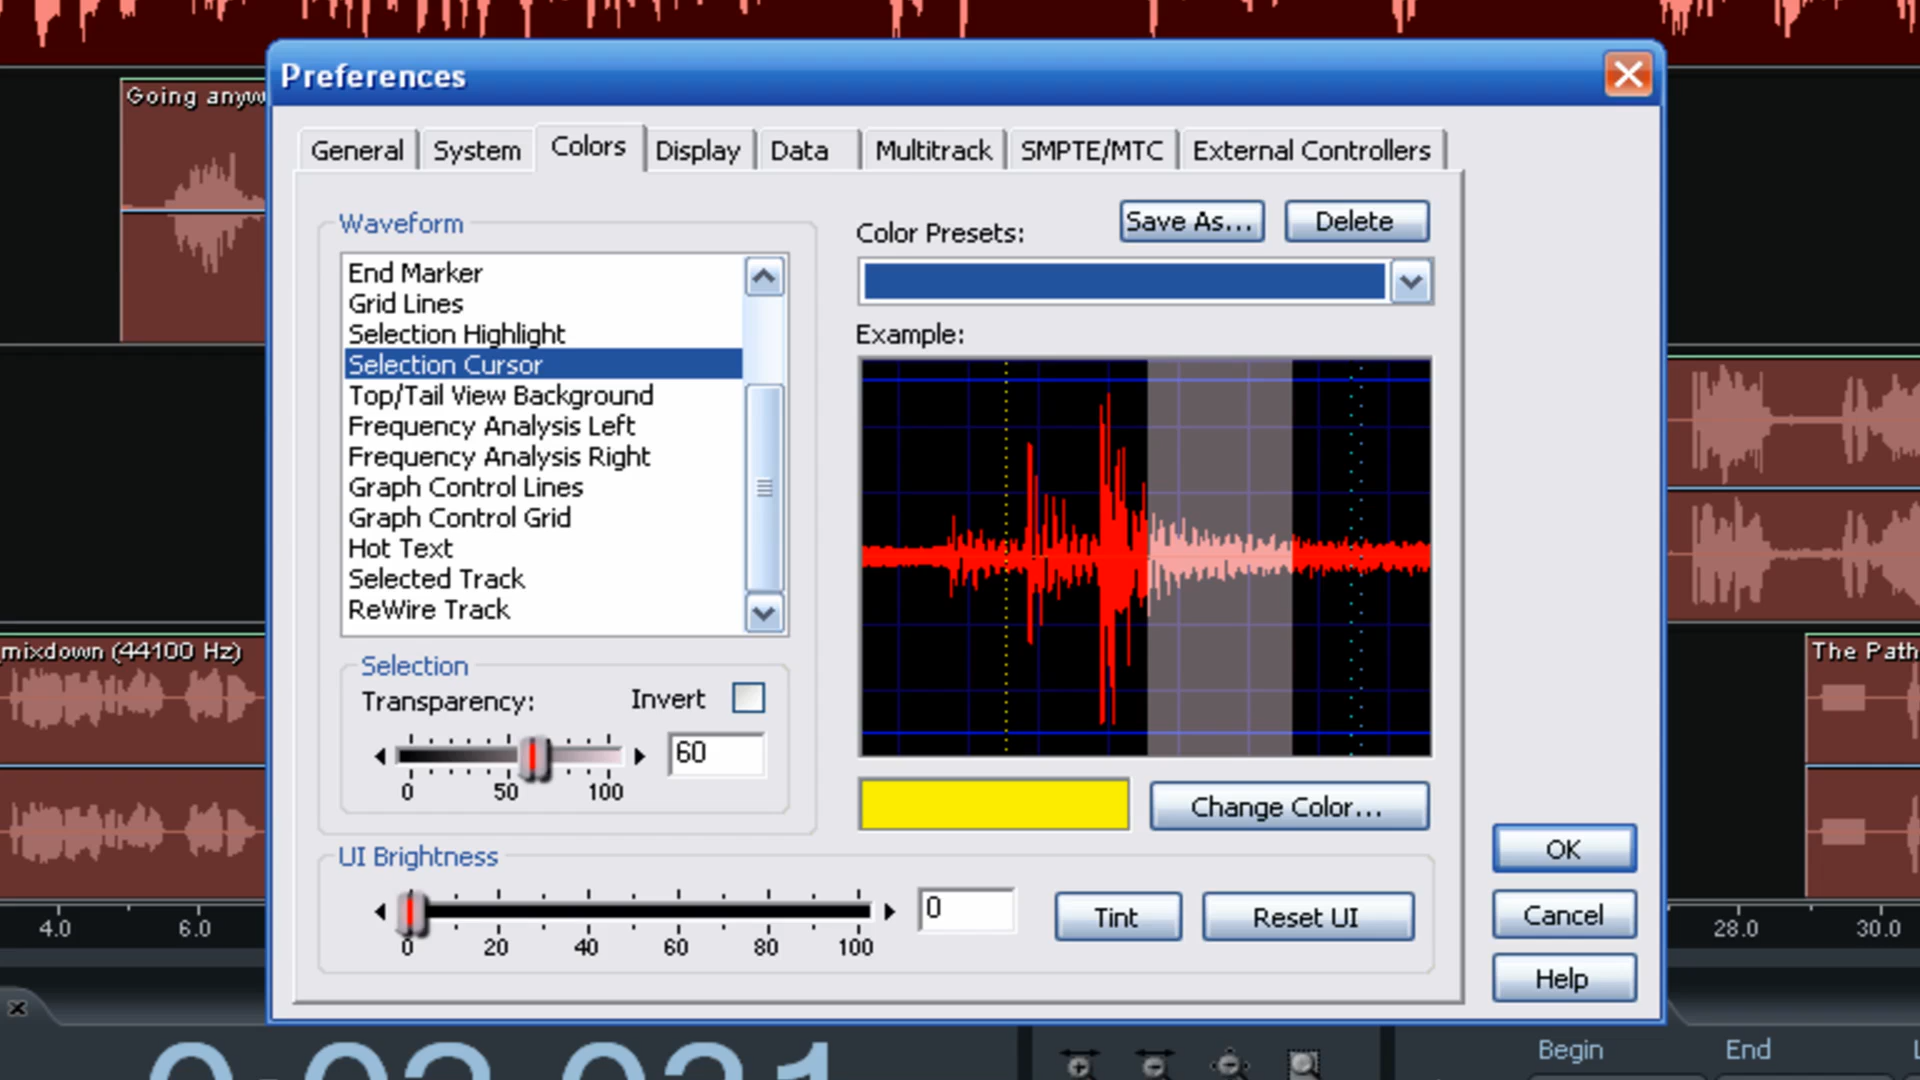 Going anyw
Preferences
General
System
Colors
Display
Data
Multitrack
SMPTE/MTC
External Controllers
Waveform
End Marker
Grid Lines
Selection Highlight
Selection Cursor
Top/Tail View Background
Frequency Analysis Left
Frequency Analysis Right
Graph Control Lines
Graph Control Grid
Hot Text
Selected Track
ReWire Track
Selection
Transparency:
Invert
60
0 50 100
Color Presets:
Save As...
Delete
Example:
Change Color...
UI Brightness
0
0 20 40 60 80 100
Tint
Reset UI
OK
Cancel
Help
mixdown (44100 Hz)
The Path
4.0
6.0
28.0
30.0
Begin
End